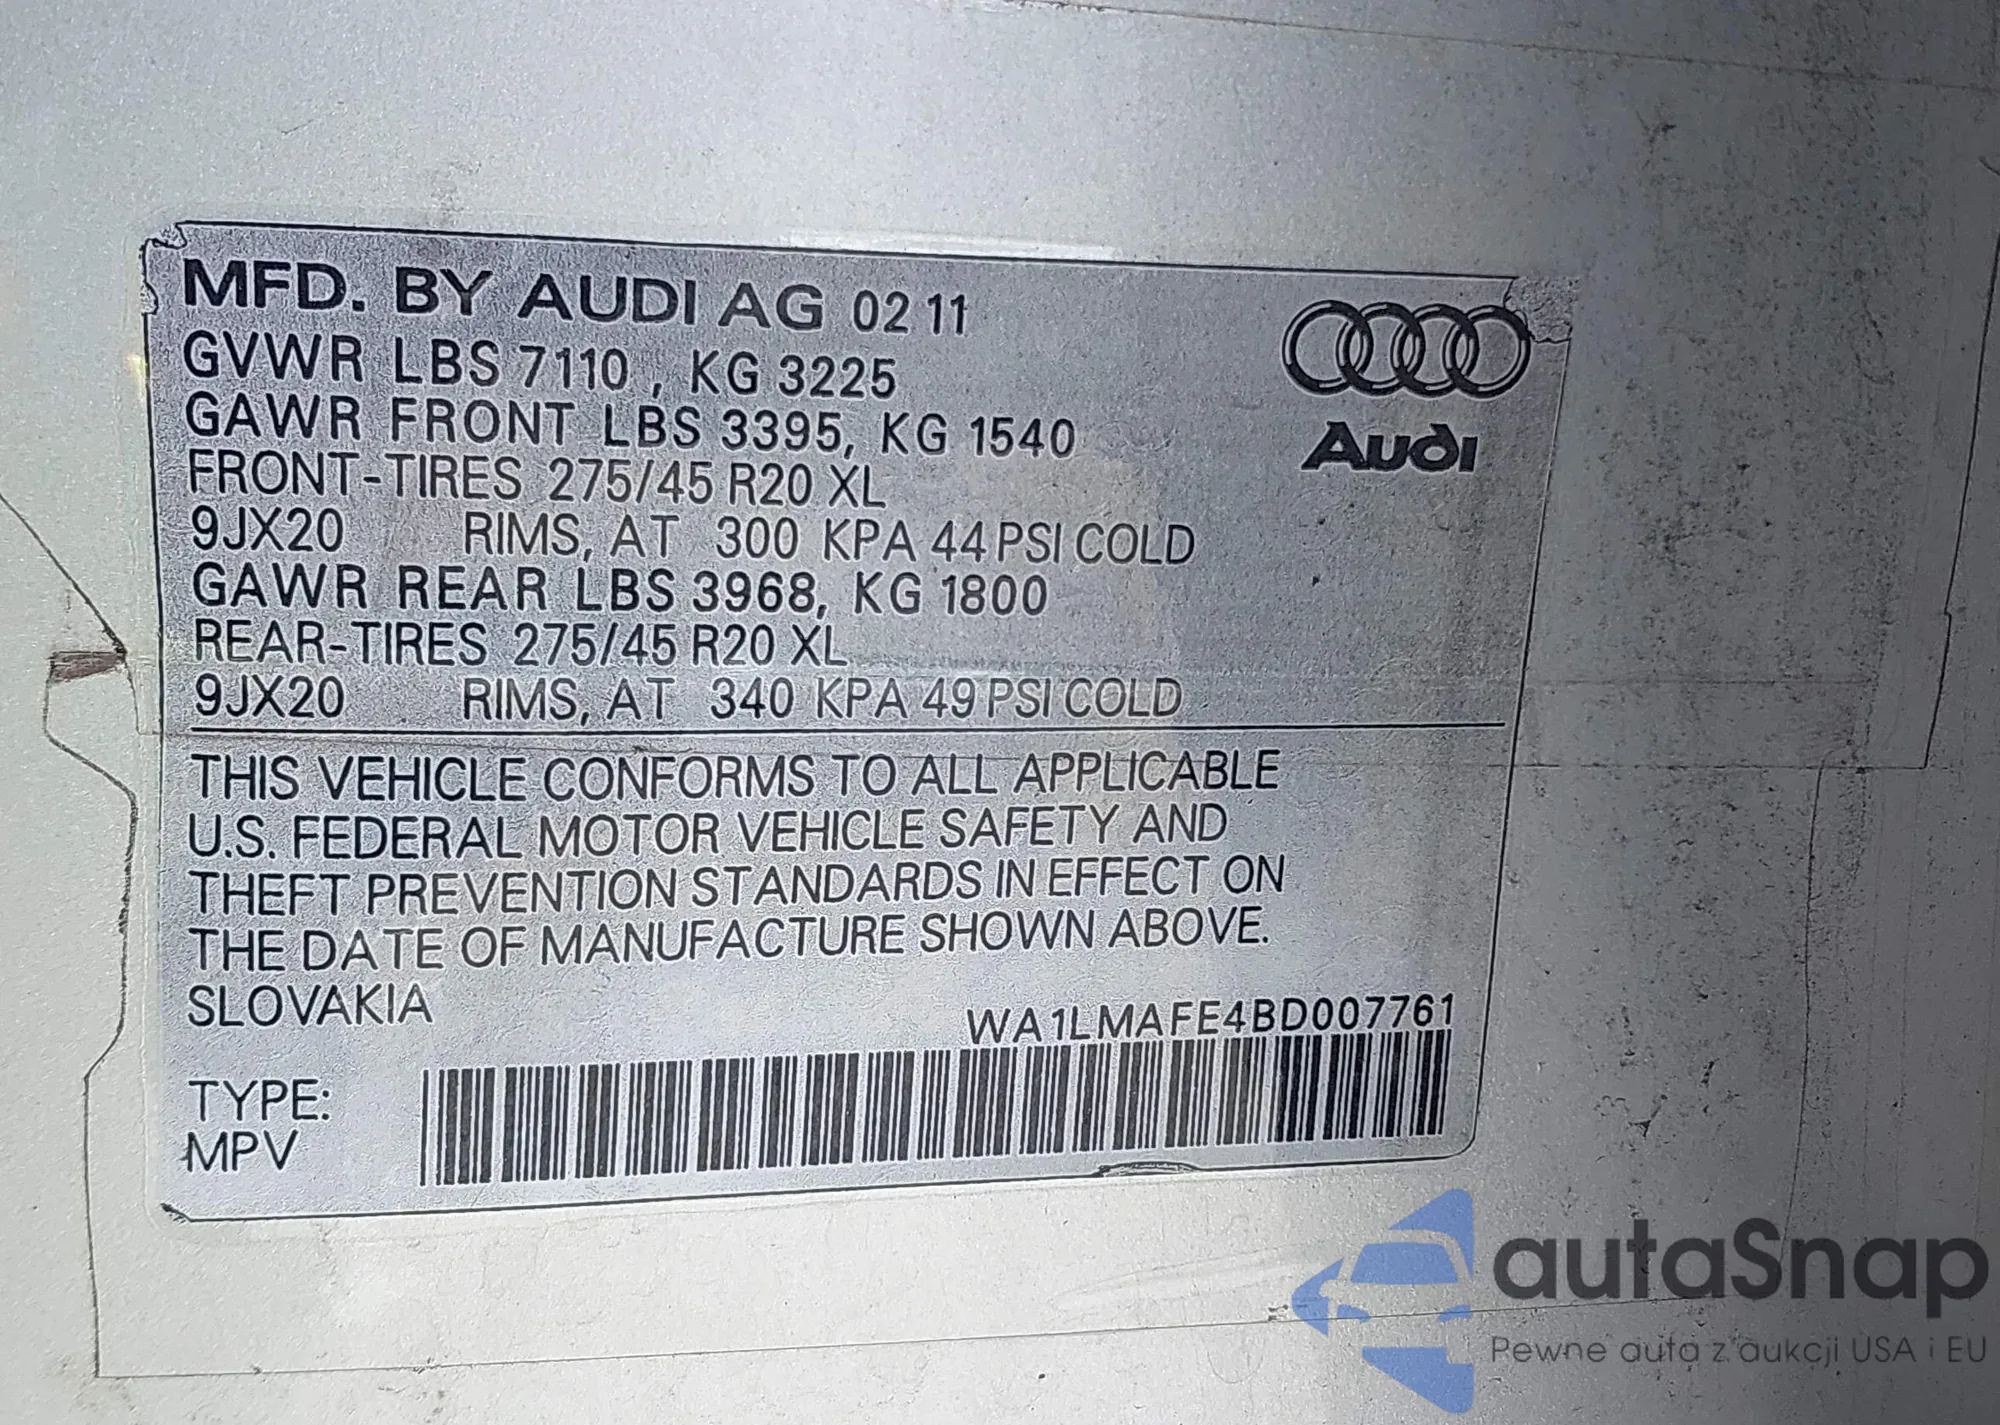 MFD. BY AUDI AG 02 11
GVWR LBS 7110 , KG 3225
GAWR FRONT LBS 3395, KG 1540
FRONT-TIRES 275/45 R20 XL
9JX20 RIMS, AT 300 KPA 44 PSI COLD
GAWR REAR LBS 3968, KG 1800
REAR-TIRES 275/45 R20 XL
9JX20 RIMS, AT 340 KPA 49 PSI COLD
Audi
THIS VEHICLE CONFORMS TO ALL APPLICABLE
U.S. FEDERAL MOTOR VEHICLE SAFETY AND
THEFT PREVENTION STANDARDS IN EFFECT ON
THE DATE OF MANUFACTURE SHOWN ABOVE.
SLOVAKIA
WA1LMAFE4BD007761
TYPE:
MPV
autaSnap
Pewne auta z aukcji USA i EU